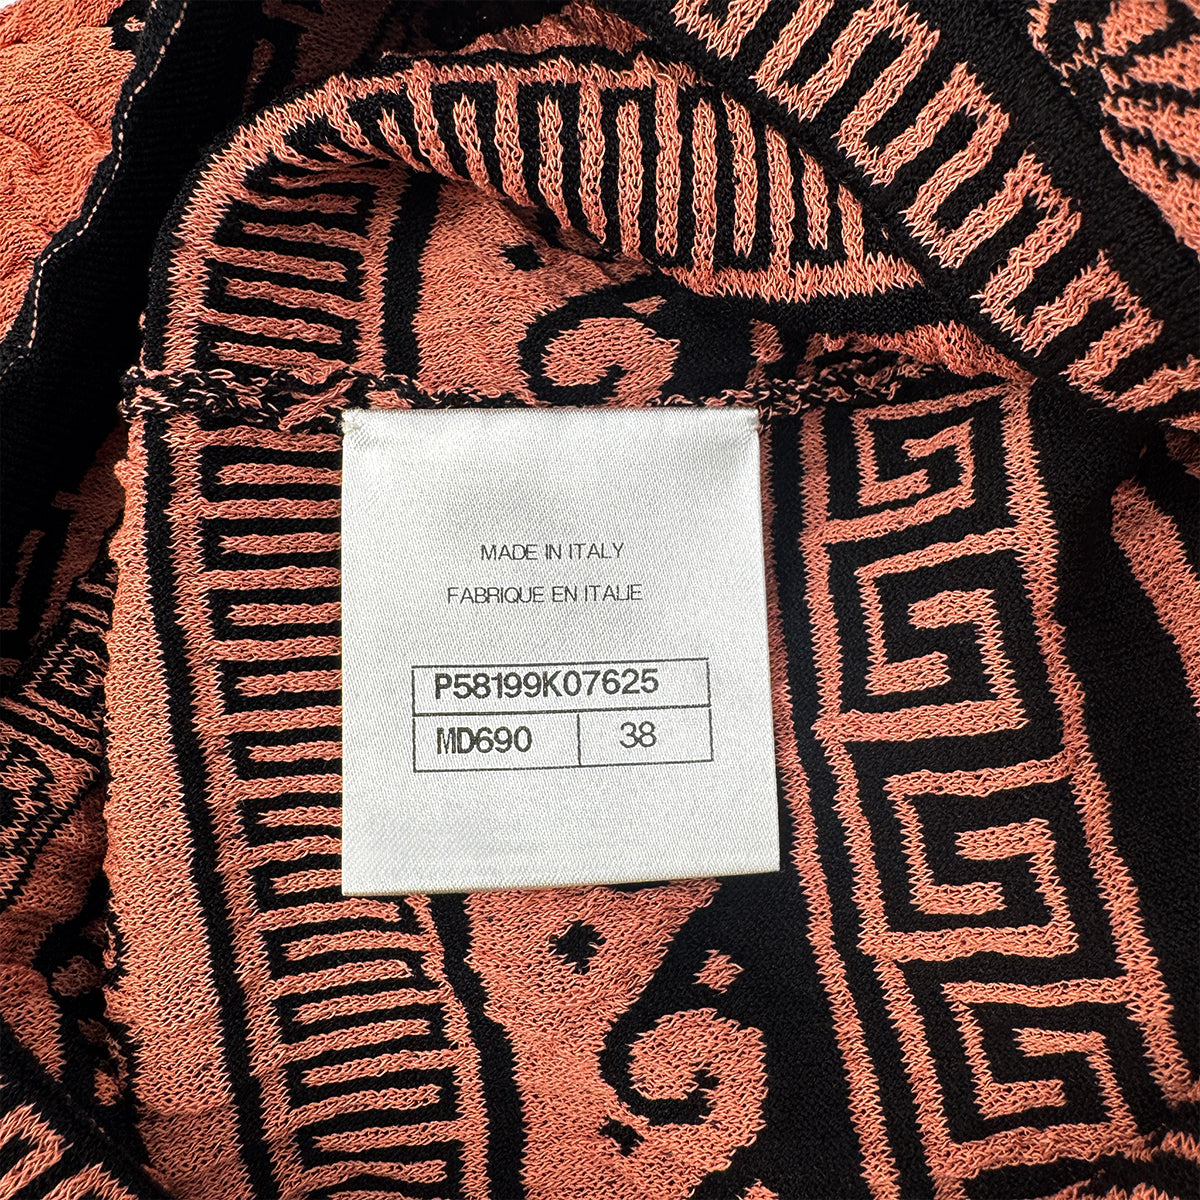 MADE IN ITALY
FABRIQUE EN ITALIE
P58199K07625
MD690 38